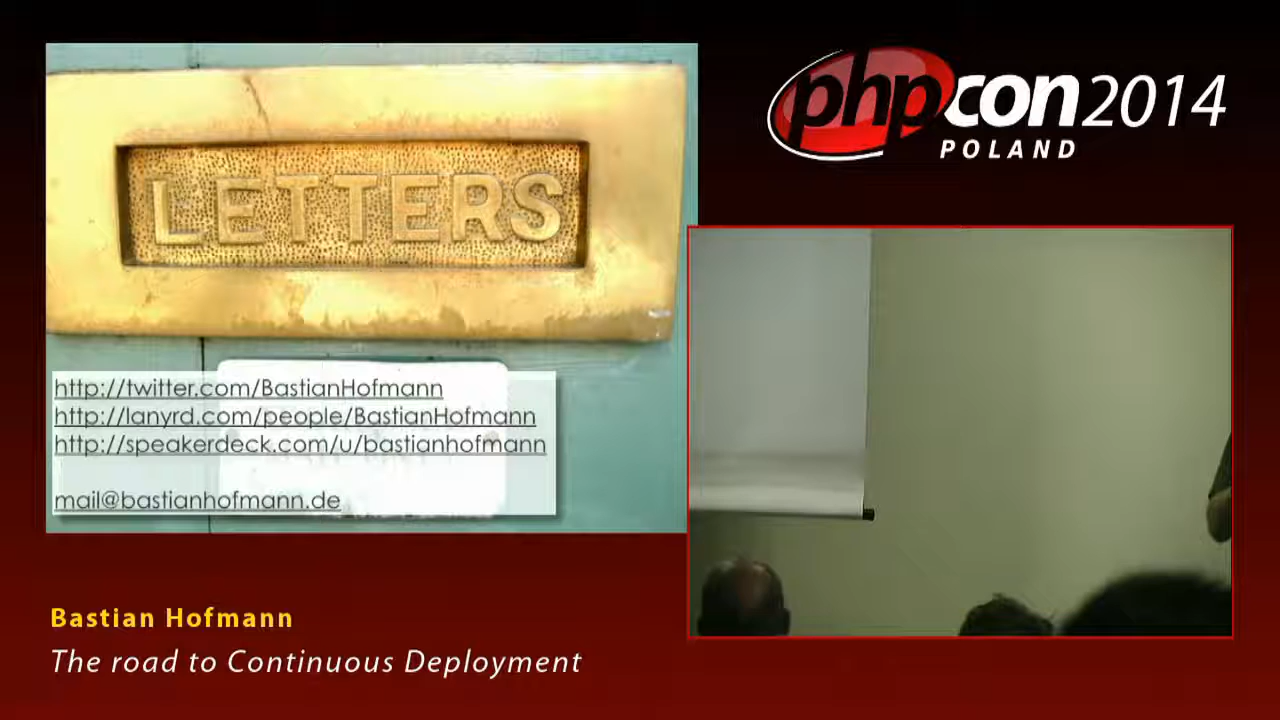 LETTERS
http://twitter.com/BastianHofmann
http://lanyrd.com/people/BastianHofmann
http://speakerdeck.com/u/bastianhofmann
mail@bastianhofmann.de
phpcon2014
POLAND
Bastian Hofmann
The road to Continuous Deployment